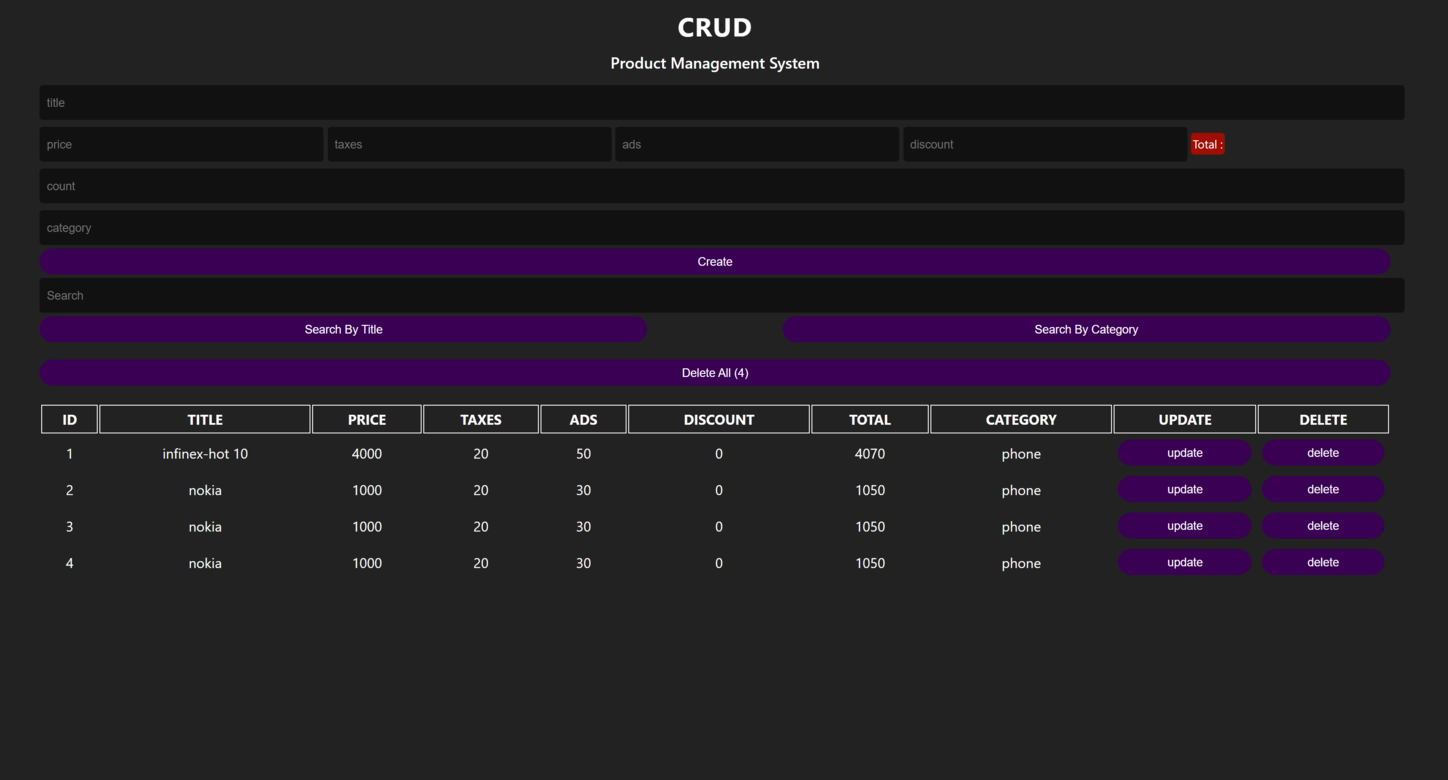 CRUD
Product Management System
title
price taxes ads discount Total :
count
category
Create
Search
Search By Title Search By Category
Delete All (4)
ID TITLE PRICE TAXES ADS DISCOUNT TOTAL CATEGORY UPDATE DELETE
1 infinex-hot 10 4000 20 50 0 4070 phone update delete
2 nokia 1000 20 30 0 1050 phone update delete
3 nokia 1000 20 30 0 1050 phone update delete
4 nokia 1000 20 30 0 1050 phone update delete